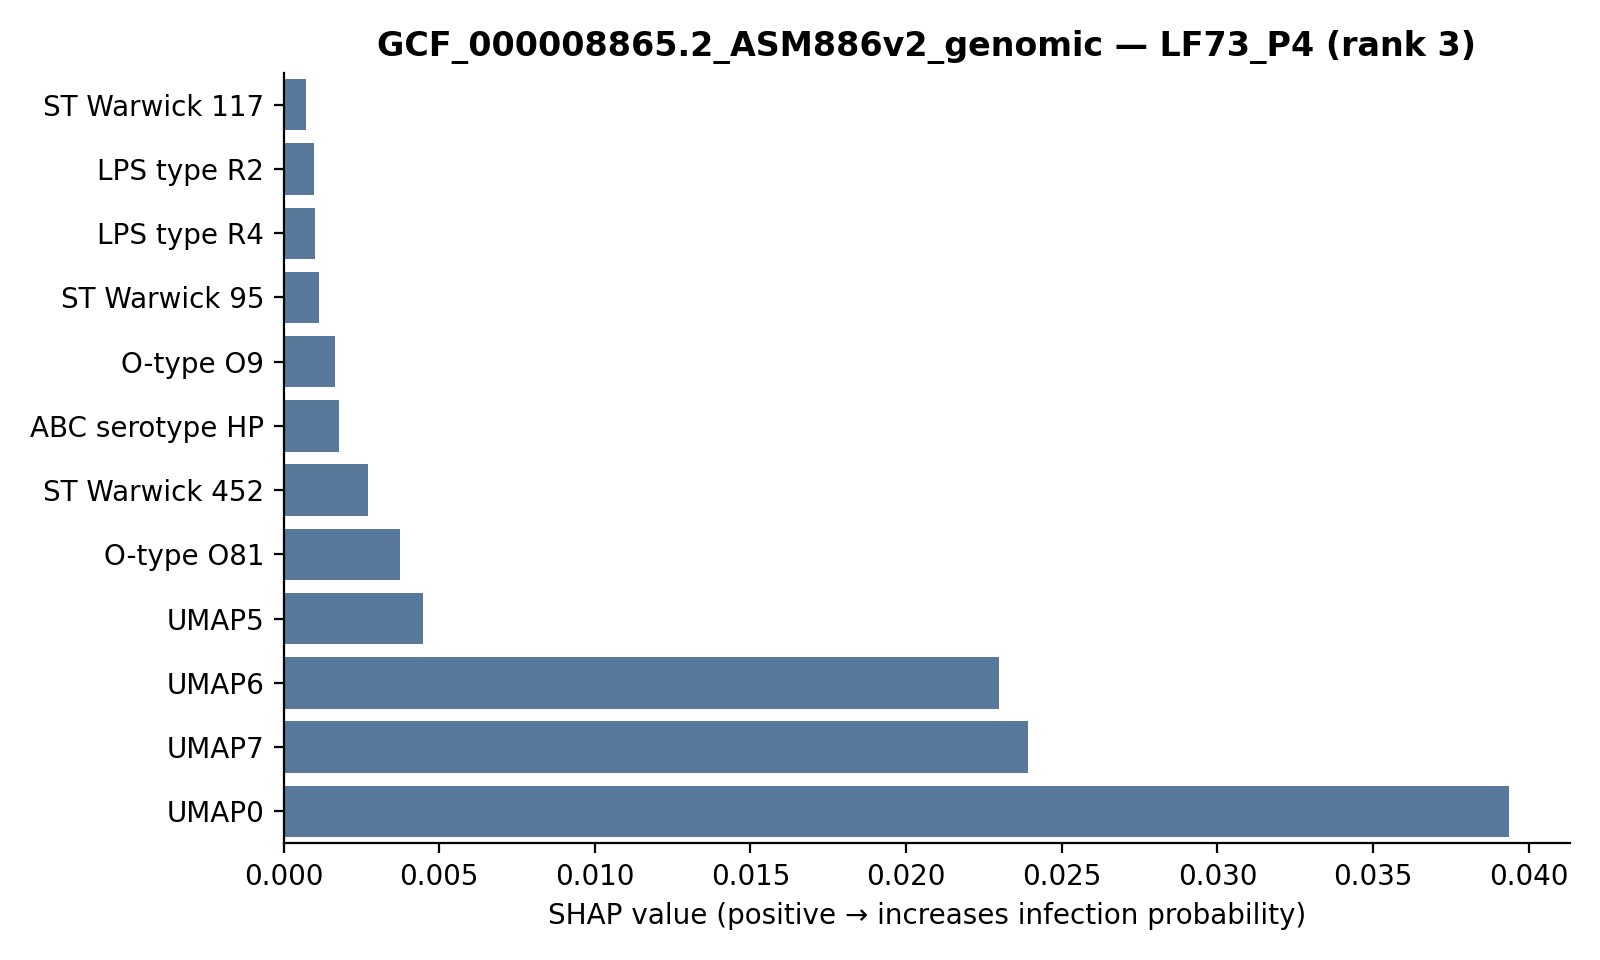 GCF_000008865.2_ASM886v2_genomic — LF73_P4 (rank 3)
ST Warwick 117
LPS type R2
LPS type R4
ST Warwick 95
O-type O9
ABC serotype HP
ST Warwick 452
O-type O81
UMAP5
UMAP6
UMAP7
UMAP0
0.000 0.005 0.010 0.015 0.020 0.025 0.030 0.035 0.040
SHAP value (positive → increases infection probability)